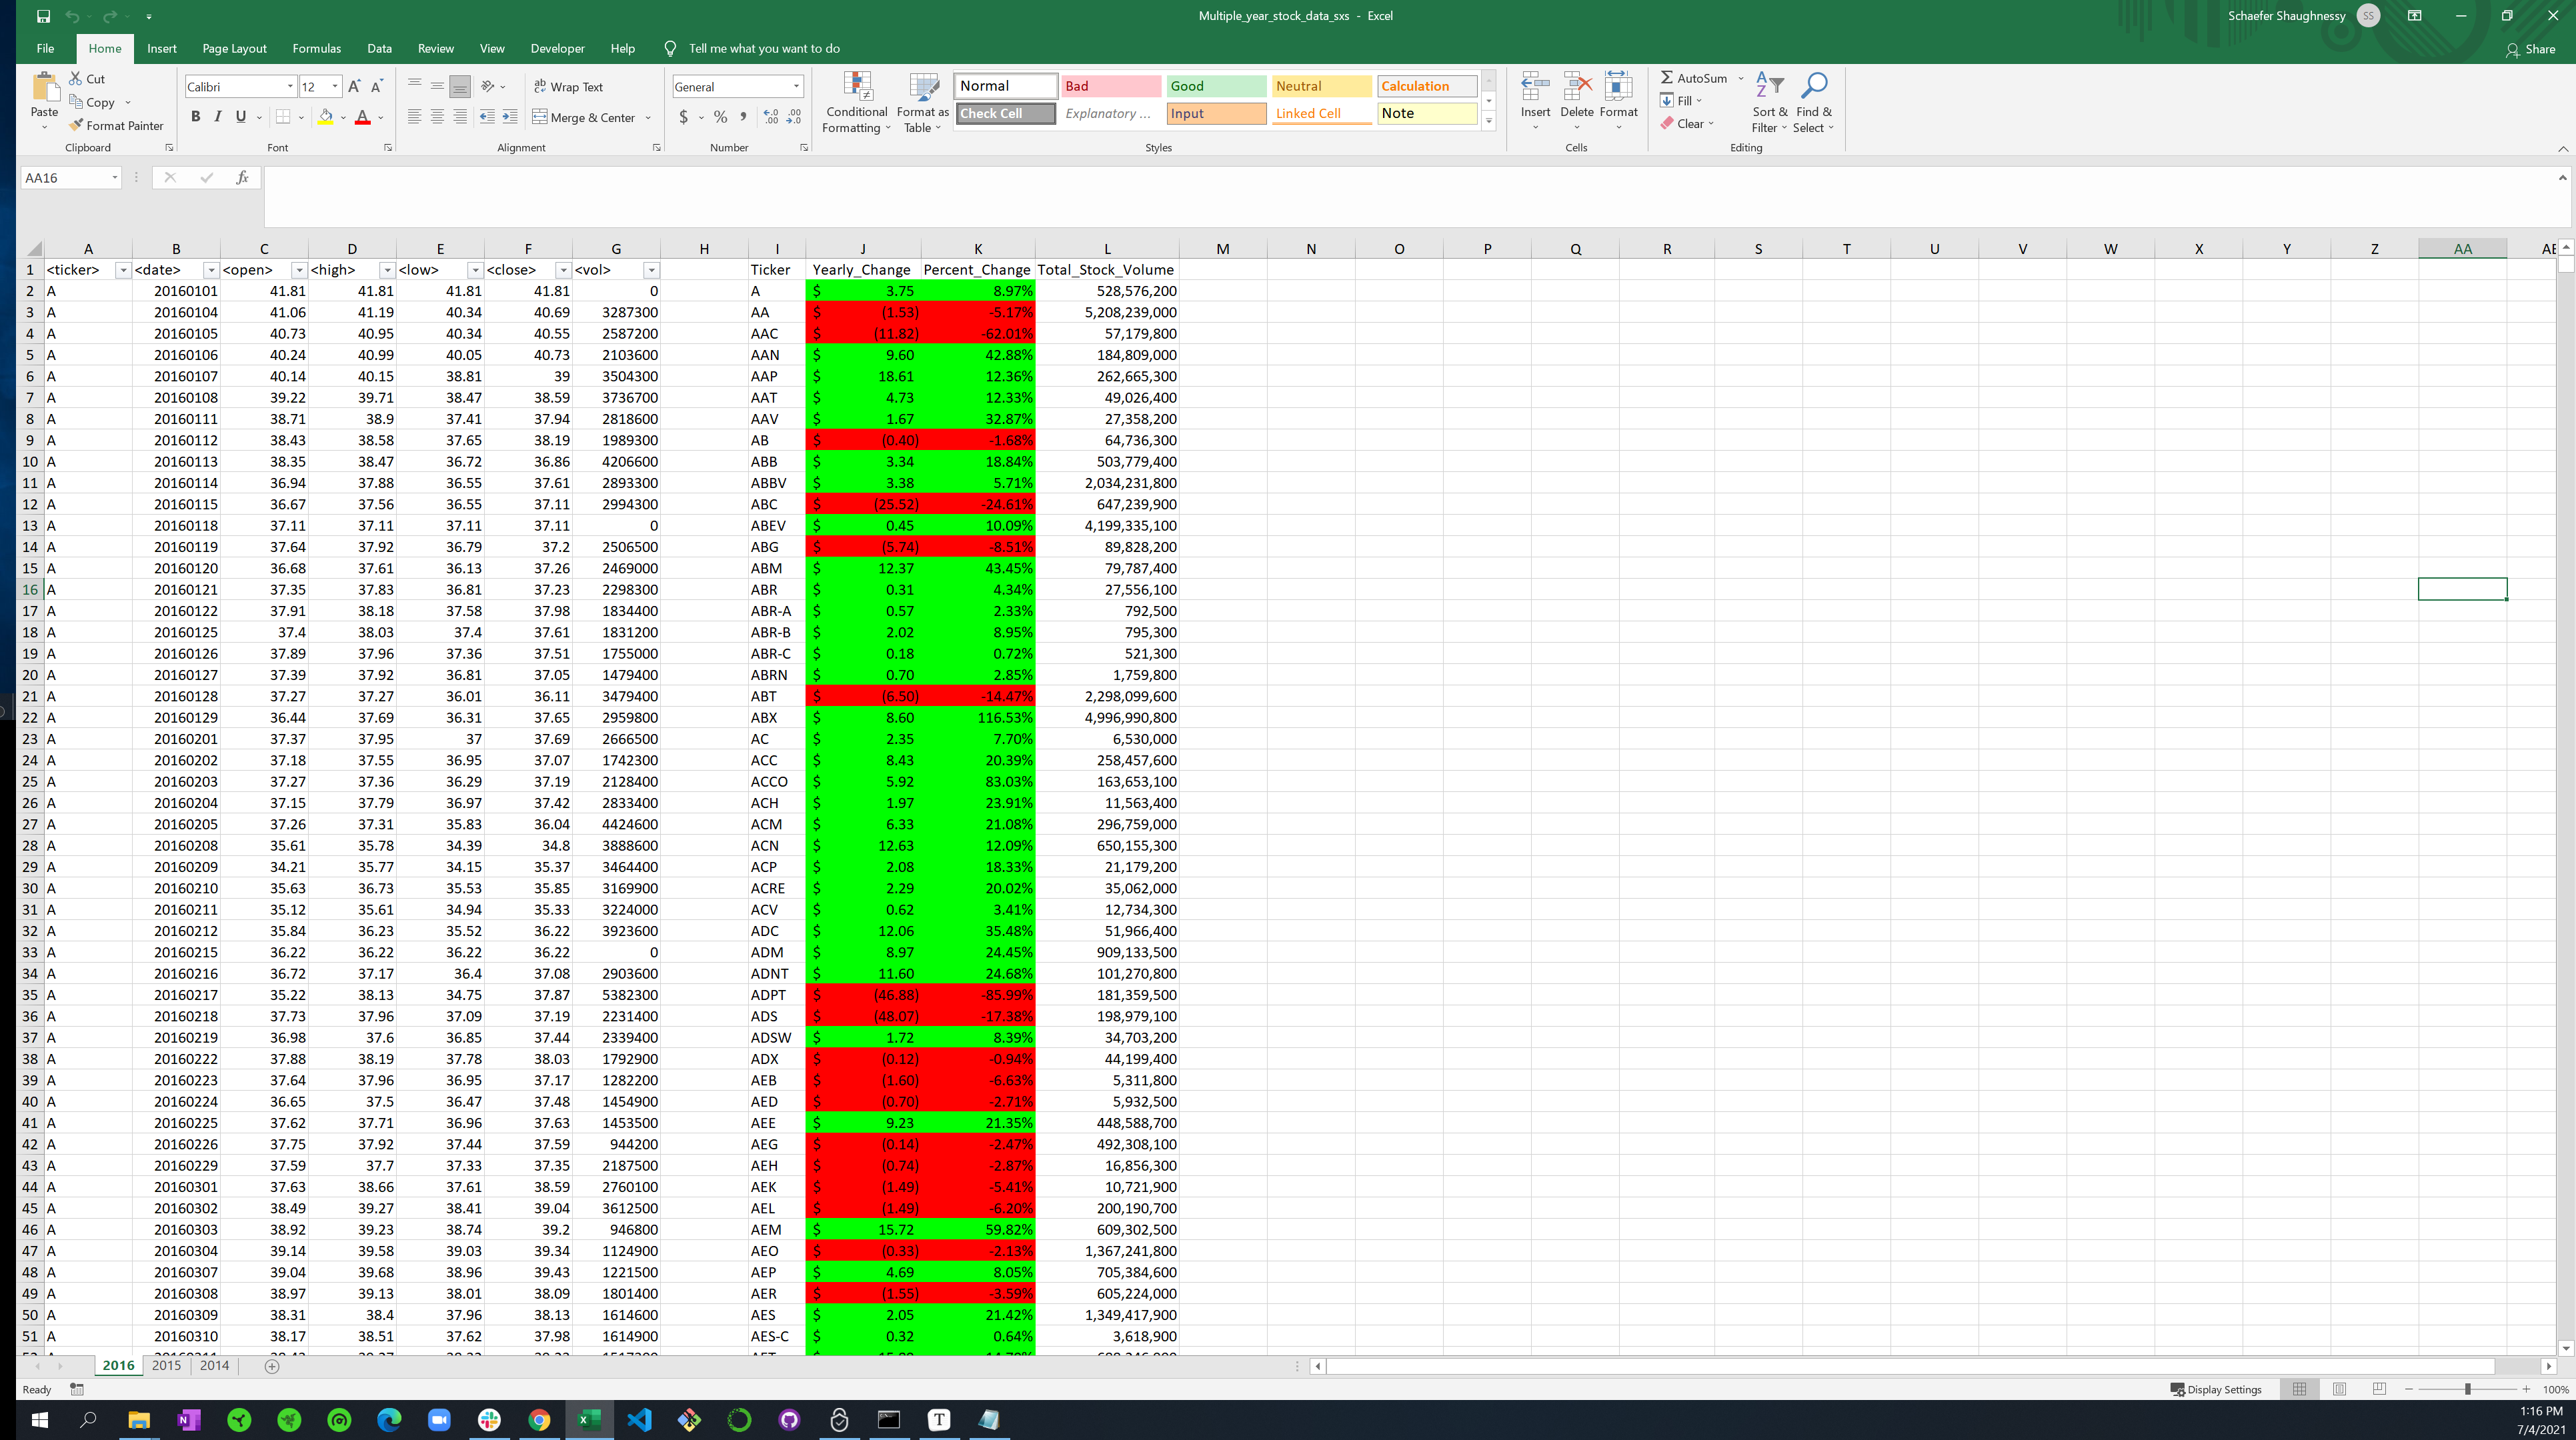 Multiple_year_stock_data_sxs - Excel
Schaefer Shaughnessy SS
File Home Insert Page Layout Formulas Data Review View Developer Help Tell me what you want to do Share
Paste Cut Copy Format Painter Clipboard
Calibri 12 B I U Font
Wrap Text Merge & Center Alignment
General $ % Number
Conditional Formatting Format as Table
Normal Bad Good Neutral Calculation
Check Cell Explanatory ... Input Linked Cell Note
Styles
Insert Delete Format Cells
AutoSum Fill Clear Sort & Filter Find & Select Editing
AA16 fx
A B C D E F G H I J K L M N O P Q R S T U V W X Y Z AA
1 <ticker> <date> <open> <high> <low> <close> <vol> Ticker Yearly_Change Percent_Change Total_Stock_Volume
2 A 20160101 41.81 41.81 41.81 41.81 0 A $ 3.75 8.97% 528,576,200
3 A 20160104 41.06 41.19 40.34 40.69 3287300 AA $ (1.53) -5.17% 5,208,239,000
4 A 20160105 40.73 40.95 40.34 40.55 2587200 AAC $ (11.82) -62.01% 57,179,800
5 A 20160106 40.24 40.99 40.05 40.73 2103600 AAN $ 9.60 42.88% 184,809,000
6 A 20160107 40.14 40.15 38.81 39 3504300 AAP $ 18.61 12.36% 262,665,300
7 A 20160108 39.22 39.71 38.47 38.59 3736700 AAT $ 4.73 12.33% 49,026,400
8 A 20160111 38.71 38.9 37.41 37.94 2818600 AAV $ 1.67 32.87% 27,358,200
9 A 20160112 38.43 38.58 37.65 38.19 1989300 AB $ (0.40) -1.68% 64,736,300
10 A 20160113 38.35 38.47 36.72 36.86 4206600 ABB $ 3.34 18.84% 503,779,400
11 A 20160114 36.94 37.88 36.55 37.61 2893300 ABBV $ 3.38 5.71% 2,034,231,800
12 A 20160115 36.67 37.56 36.55 37.11 2994300 ABC $ (25.52) -24.61% 647,239,900
13 A 20160118 37.11 37.11 37.11 37.11 0 ABEV $ 0.45 10.09% 4,199,335,100
14 A 20160119 37.64 37.92 36.79 37.2 2506500 ABG $ (5.74) -8.51% 89,828,200
15 A 20160120 36.68 37.61 36.13 37.26 2469000 ABM $ 12.37 43.45% 79,787,400
16 A 20160121 37.35 37.83 36.81 37.23 2298300 ABR $ 0.31 4.34% 27,556,100
17 A 20160122 37.91 38.18 37.58 37.98 1834400 ABR-A $ 0.57 2.33% 792,500
18 A 20160125 37.4 38.03 37.4 37.61 1831200 ABR-B $ 2.02 8.95% 795,300
19 A 20160126 37.89 37.96 37.36 37.51 1755000 ABR-C $ 0.18 0.72% 521,300
20 A 20160127 37.39 37.92 36.81 37.05 1479400 ABRN $ 0.70 2.85% 1,759,800
21 A 20160128 37.27 37.27 36.01 36.11 3479400 ABT $ (6.50) -14.47% 2,298,099,600
22 A 20160129 36.44 37.69 36.31 37.65 2959800 ABX $ 8.60 116.53% 4,996,990,800
23 A 20160201 37.37 37.95 37 37.69 2666500 AC $ 2.35 7.70% 6,530,000
24 A 20160202 37.18 37.55 36.95 37.07 1742300 ACC $ 8.43 20.39% 258,457,600
25 A 20160203 37.27 37.36 36.29 37.19 2128400 ACCO $ 5.92 83.03% 163,653,100
26 A 20160204 37.15 37.79 36.97 37.42 2833400 ACH $ 1.97 23.91% 11,563,400
27 A 20160205 37.26 37.31 35.83 36.04 4424600 ACM $ 6.33 21.08% 296,759,000
28 A 20160208 35.61 35.78 34.39 34.8 3888600 ACN $ 12.63 12.09% 650,155,300
29 A 20160209 34.21 35.77 34.15 35.37 3464400 ACP $ 2.08 18.33% 21,179,200
30 A 20160210 35.63 36.73 35.53 35.85 3169900 ACRE $ 2.29 20.02% 35,062,000
31 A 20160211 35.12 35.61 34.94 35.33 3224000 ACV $ 0.62 3.41% 12,734,300
32 A 20160212 35.84 36.23 35.52 36.22 3923600 ADC $ 12.06 35.48% 51,966,400
33 A 20160215 36.22 36.22 36.22 36.22 0 ADM $ 8.97 24.45% 909,133,500
34 A 20160216 36.72 37.17 36.4 37.08 2903600 ADNT $ 11.60 24.68% 101,270,800
35 A 20160217 35.22 38.13 34.75 37.87 5382300 ADPT $ (46.88) -85.99% 181,359,500
36 A 20160218 37.73 37.96 37.09 37.19 2231400 ADS $ (48.07) -17.38% 198,979,100
37 A 20160219 36.98 37.6 36.85 37.44 2339400 ADSW $ 1.72 8.39% 34,703,200
38 A 20160222 37.88 38.19 37.78 38.03 1792900 ADX $ (0.12) -0.94% 44,199,400
39 A 20160223 37.64 37.96 36.95 37.17 1282200 AEB $ (1.60) -6.63% 5,311,800
40 A 20160224 36.65 37.5 36.47 37.48 1454900 AED $ (0.70) -2.71% 5,932,500
41 A 20160225 37.62 37.71 36.96 37.63 1453500 AEE $ 9.23 21.35% 448,588,700
42 A 20160226 37.75 37.92 37.44 37.59 944200 AEG $ (0.14) -2.47% 492,308,100
43 A 20160229 37.59 37.7 37.33 37.35 2187500 AEH $ (0.74) -2.87% 16,856,300
44 A 20160301 37.63 38.66 37.61 38.59 2760100 AEK $ (1.49) -5.41% 10,721,900
45 A 20160302 38.49 39.27 38.41 39.04 3612500 AEL $ (1.49) -6.20% 200,190,700
46 A 20160303 38.92 39.23 38.74 39.2 946800 AEM $ 15.72 59.82% 609,302,500
47 A 20160304 39.14 39.58 39.03 39.34 1124900 AEO $ (0.33) -2.13% 1,367,241,800
48 A 20160307 39.04 39.68 38.96 39.43 1221500 AEP $ 4.69 8.05% 705,384,600
49 A 20160308 38.97 39.13 38.01 38.09 1801400 AER $ (1.55) -3.59% 605,224,000
50 A 20160309 38.31 38.4 37.96 38.13 1614600 AES $ 2.05 21.42% 1,349,417,900
51 A 20160310 38.17 38.51 37.62 37.98 1614900 AES-C $ 0.32 0.64% 3,618,900
2016 2015 2014
Ready Display Settings 100%
1:16 PM
7/4/2021